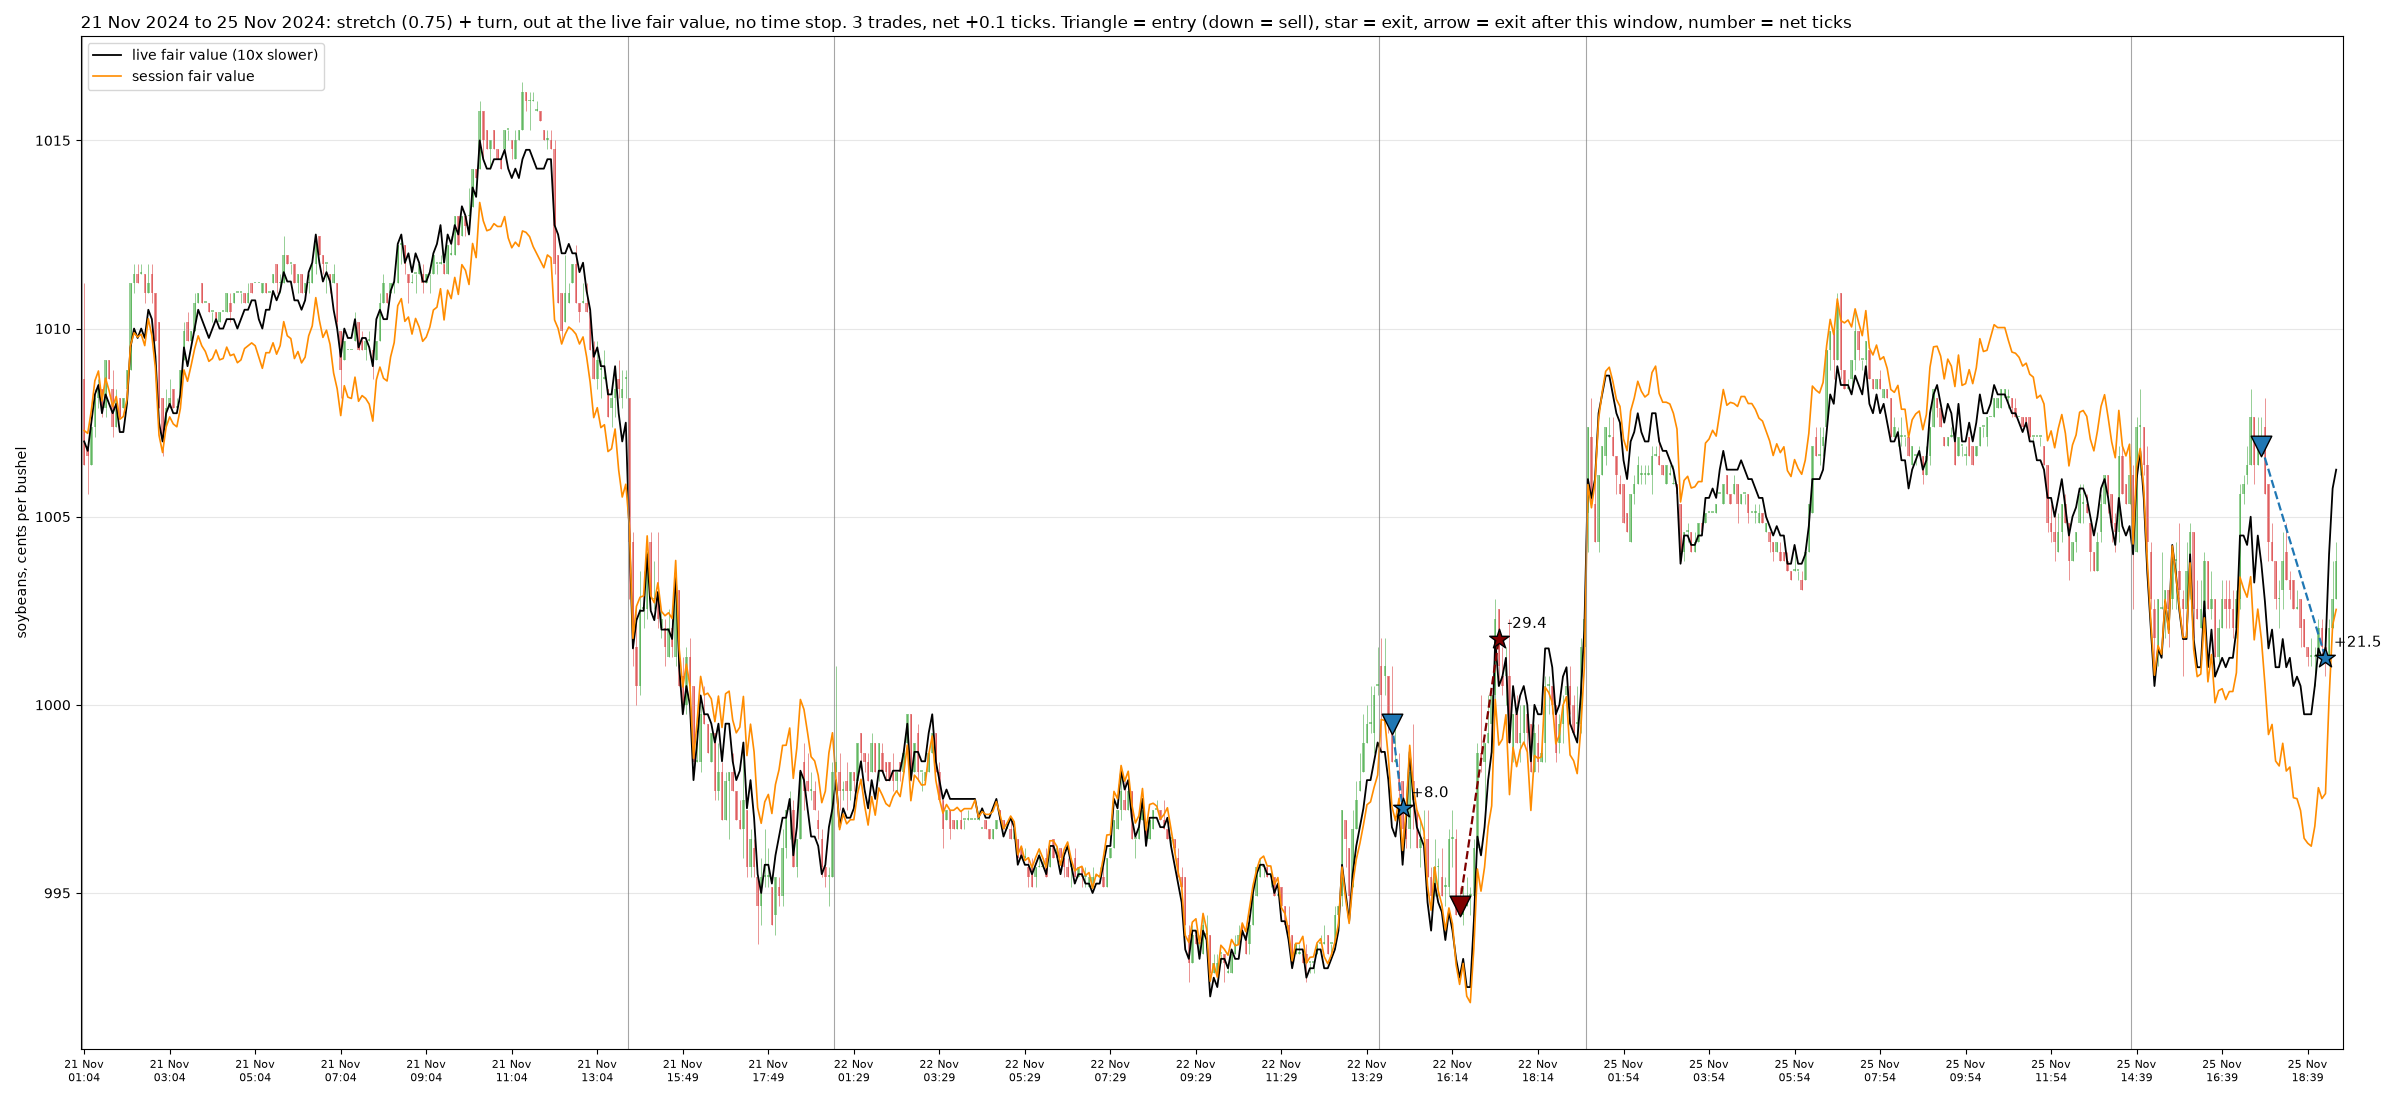 21 Nov 2024 to 25 Nov 2024: stretch (0.75) + turn, out at the live fair value, no time stop. 3 trades, net +0.1 ticks. Triangle = entry (down = sell), star = exit, arrow = exit after this window, number = net ticks
live fair value (10x slower)
session fair value
soybeans, cents per bushel
1015
1010
1005
1000
995
-29.4
+8.0
+21.5
21 Nov 21 Nov 21 Nov 21 Nov 21 Nov 21 Nov 21 Nov 21 Nov 21 Nov 22 Nov 22 Nov 22 Nov 22 Nov 22 Nov 22 Nov 22 Nov 22 Nov 22 Nov 25 Nov 25 Nov 25 Nov 25 Nov 25 Nov 25 Nov 25 Nov 25 Nov 25 Nov
01:04 03:04 05:04 07:04 09:04 11:04 13:04 15:49 17:49 01:29 03:29 05:29 07:29 09:29 11:29 13:29 16:14 18:14 01:54 03:54 05:54 07:54 09:54 11:54 14:39 16:39 18:39